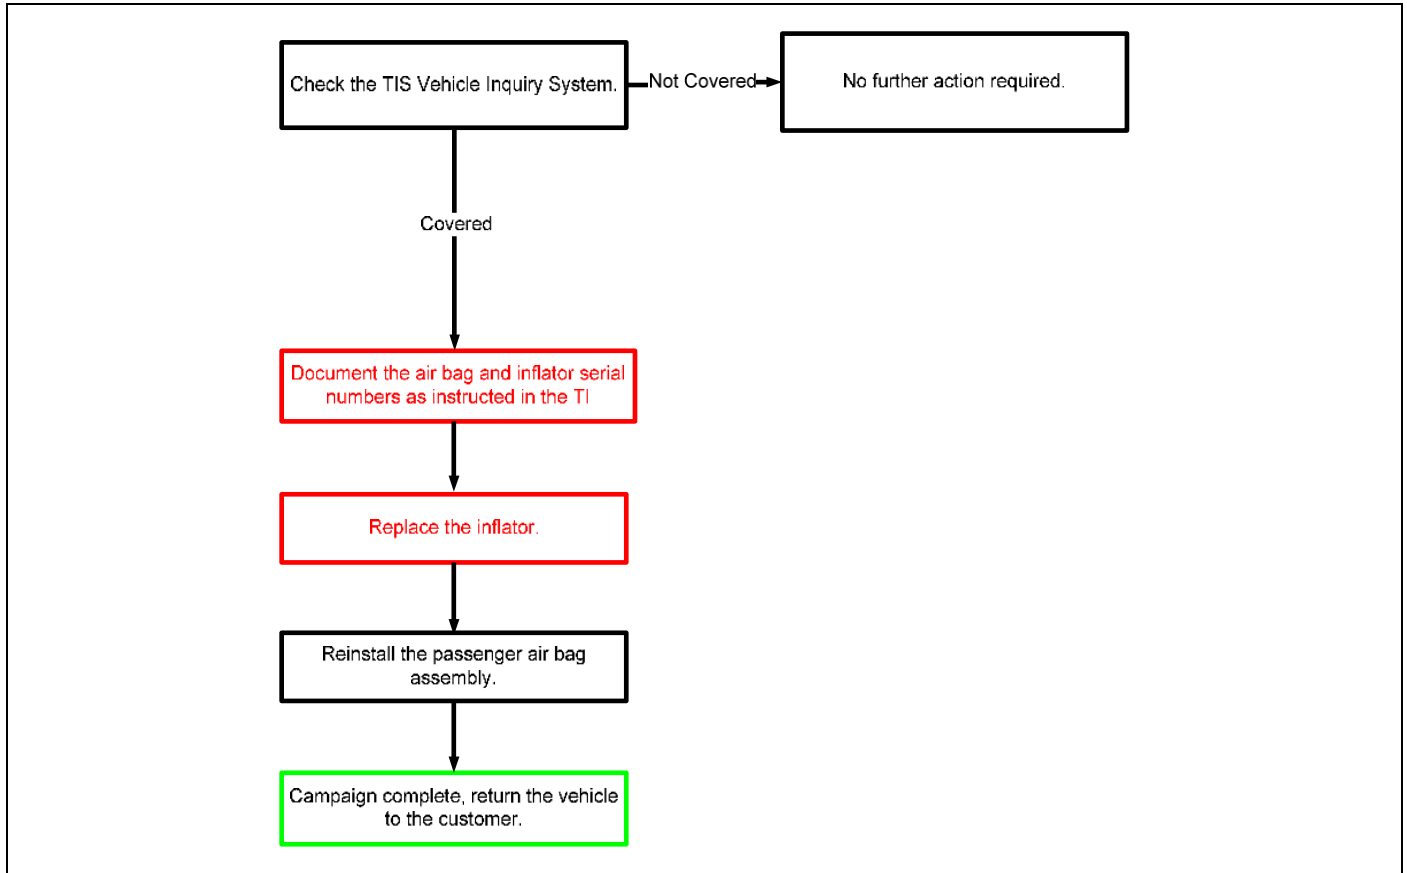 Check the TIS Vehicle Inquiry System.
Not Covered
No further action required.
Covered
Document the air bag and inflator serial
numbers as instructed in the TI
Replace the inflator.
Reinstall the passenger air bag
assembly.
Campaign complete, return the vehicle
to the customer.